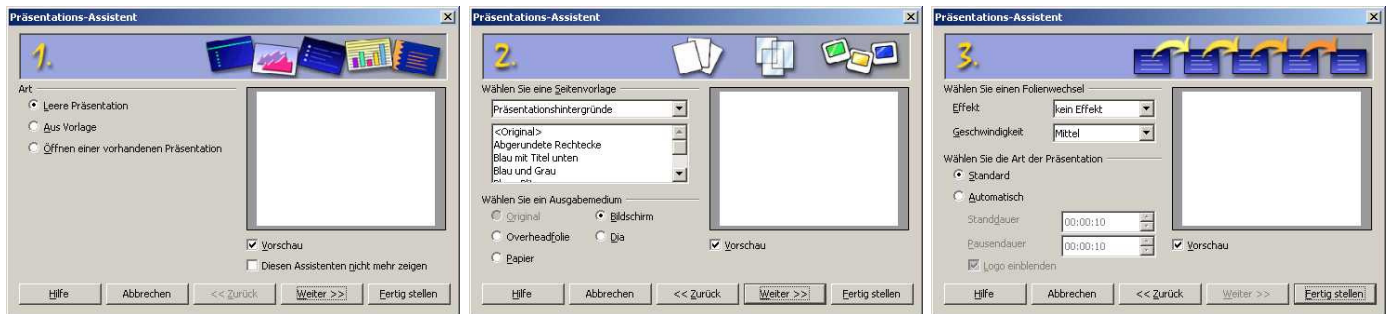 Präsentations-Assistent
1.
Art
Leere Präsentation
Aus Vorlage
Öffnen einer vorhandenen Präsentation
Vorschau
Diesen Assistenten nicht mehr zeigen
Hilfe
Abbrechen
<< Zurück
Weiter >>
Fertig stellen
Präsentations-Assistent
2.
Wählen Sie eine Seitenvorlage
Präsentationshintergründe
<Original>
Abgerundete Rechtecke
Blau mit Titel unten
Blau und Grau
Wählen Sie ein Ausgabemedium
Original
Bildschirm
Overheadfolie
Dia
Papier
Vorschau
Hilfe
Abbrechen
<< Zurück
Weiter >>
Fertig stellen
Präsentations-Assistent
3.
Wählen Sie einen Folienwechsel
Effekt
kein Effekt
Geschwindigkeit
Mittel
Wählen Sie die Art der Präsentation
Standard
Automatisch
Standdauer
00:00:10
Pausendauer
00:00:10
Logo einblenden
Vorschau
Hilfe
Abbrechen
<< Zurück
Weiter >>
Fertig stellen